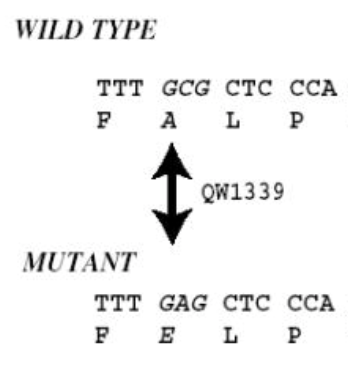 WILD TYPE
TTT GCG CTC CCA
F A L P
QW1339
MUTANT
TTT GAG CTC CCA
F E L P